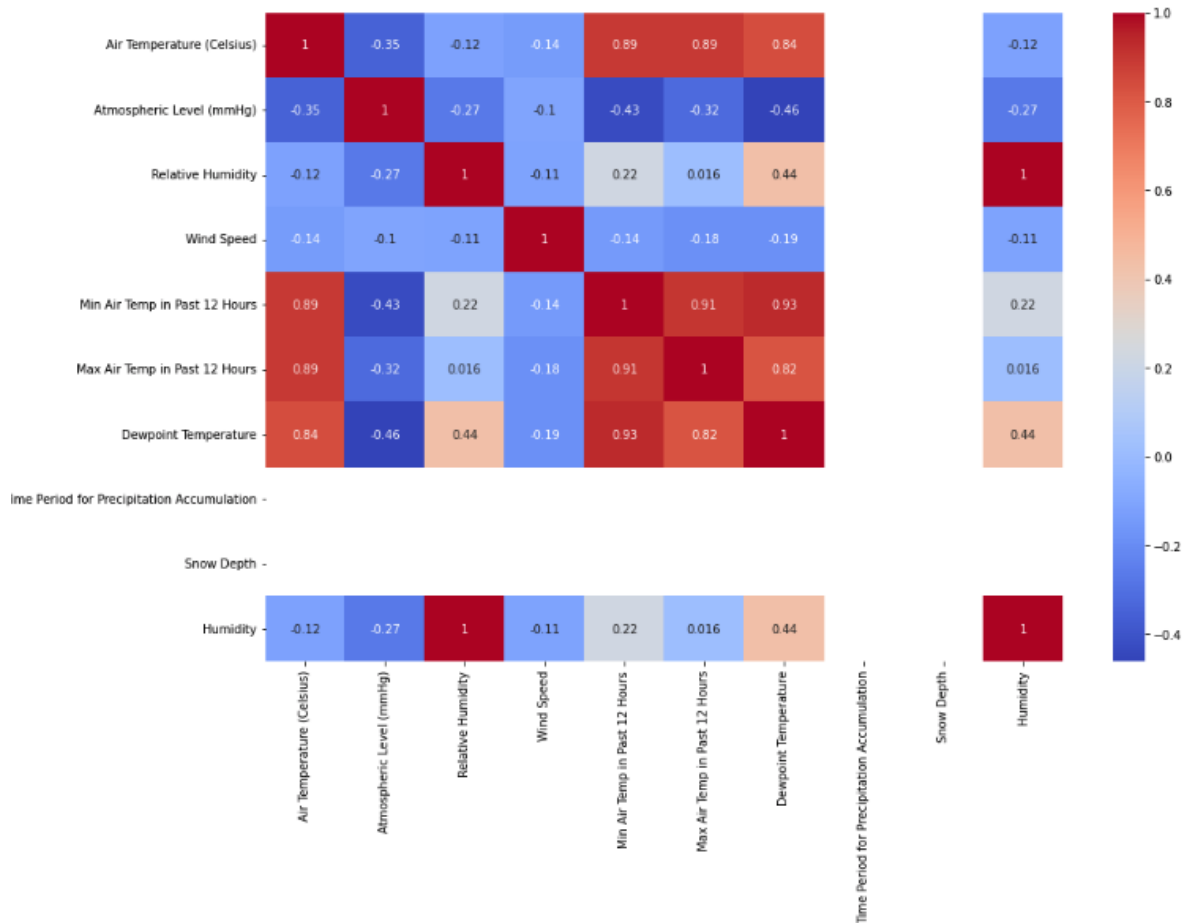 1.0
Air Temperature (Celsius) 1 -0.35 -0.12 -0.14 0.89 0.89 0.84 -0.12
0.8
Atmospheric Level (mmHg) -0.35 1 -0.27 -0.1 -0.43 -0.32 -0.46 -0.27
Relative Humidity -0.12 -0.27 1 -0.11 0.22 0.016 0.44 1
0.6
Wind Speed -0.14 -0.1 -0.11 1 -0.14 -0.18 -0.19 -0.11
0.4
Min Air Temp in Past 12 Hours 0.89 -0.43 0.22 -0.14 1 0.91 0.93 0.22
0.2
Max Air Temp in Past 12 Hours 0.89 -0.32 0.016 -0.18 0.91 1 0.82 0.016
Dewpoint Temperature 0.84 -0.46 0.44 -0.19 0.93 0.82 1 0.44
0.0
ime Period for Precipitation Accumulation
−0.2
Snow Depth
Humidity -0.12 -0.27 1 -0.11 0.22 0.016 0.44 1
−0.4
Air Temperature (Celsius)
Atmospheric Level (mmHg)
Relative Humidity
Wind Speed
Min Air Temp in Past 12 Hours
Max Air Temp in Past 12 Hours
Dewpoint Temperature
Time Period for Precipitation Accumulation
Snow Depth
Humidity